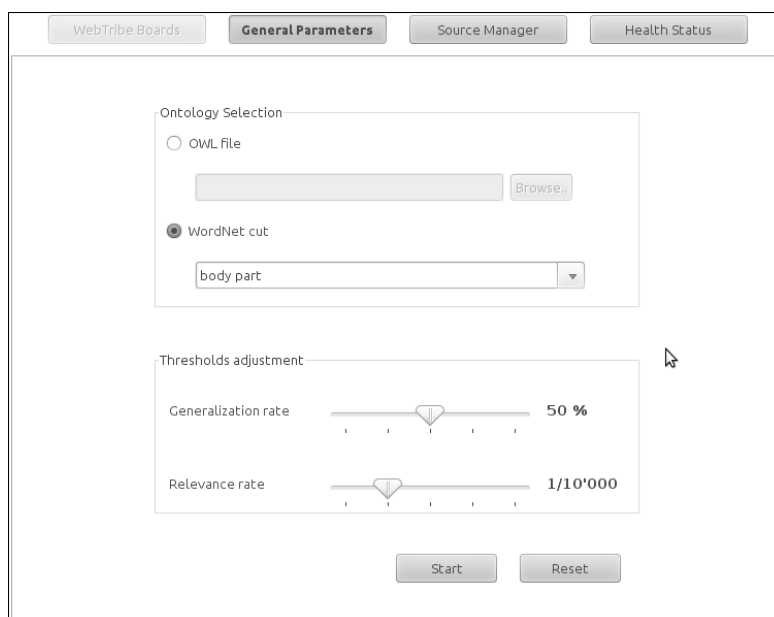 WebTribe Boards General Parameters Source Manager Health Status
Ontology Selection
OWL file
Browse..
WordNet cut
body part
Thresholds adjustment
Generalization rate 50 %
Relevance rate 1/10'000
Start Reset